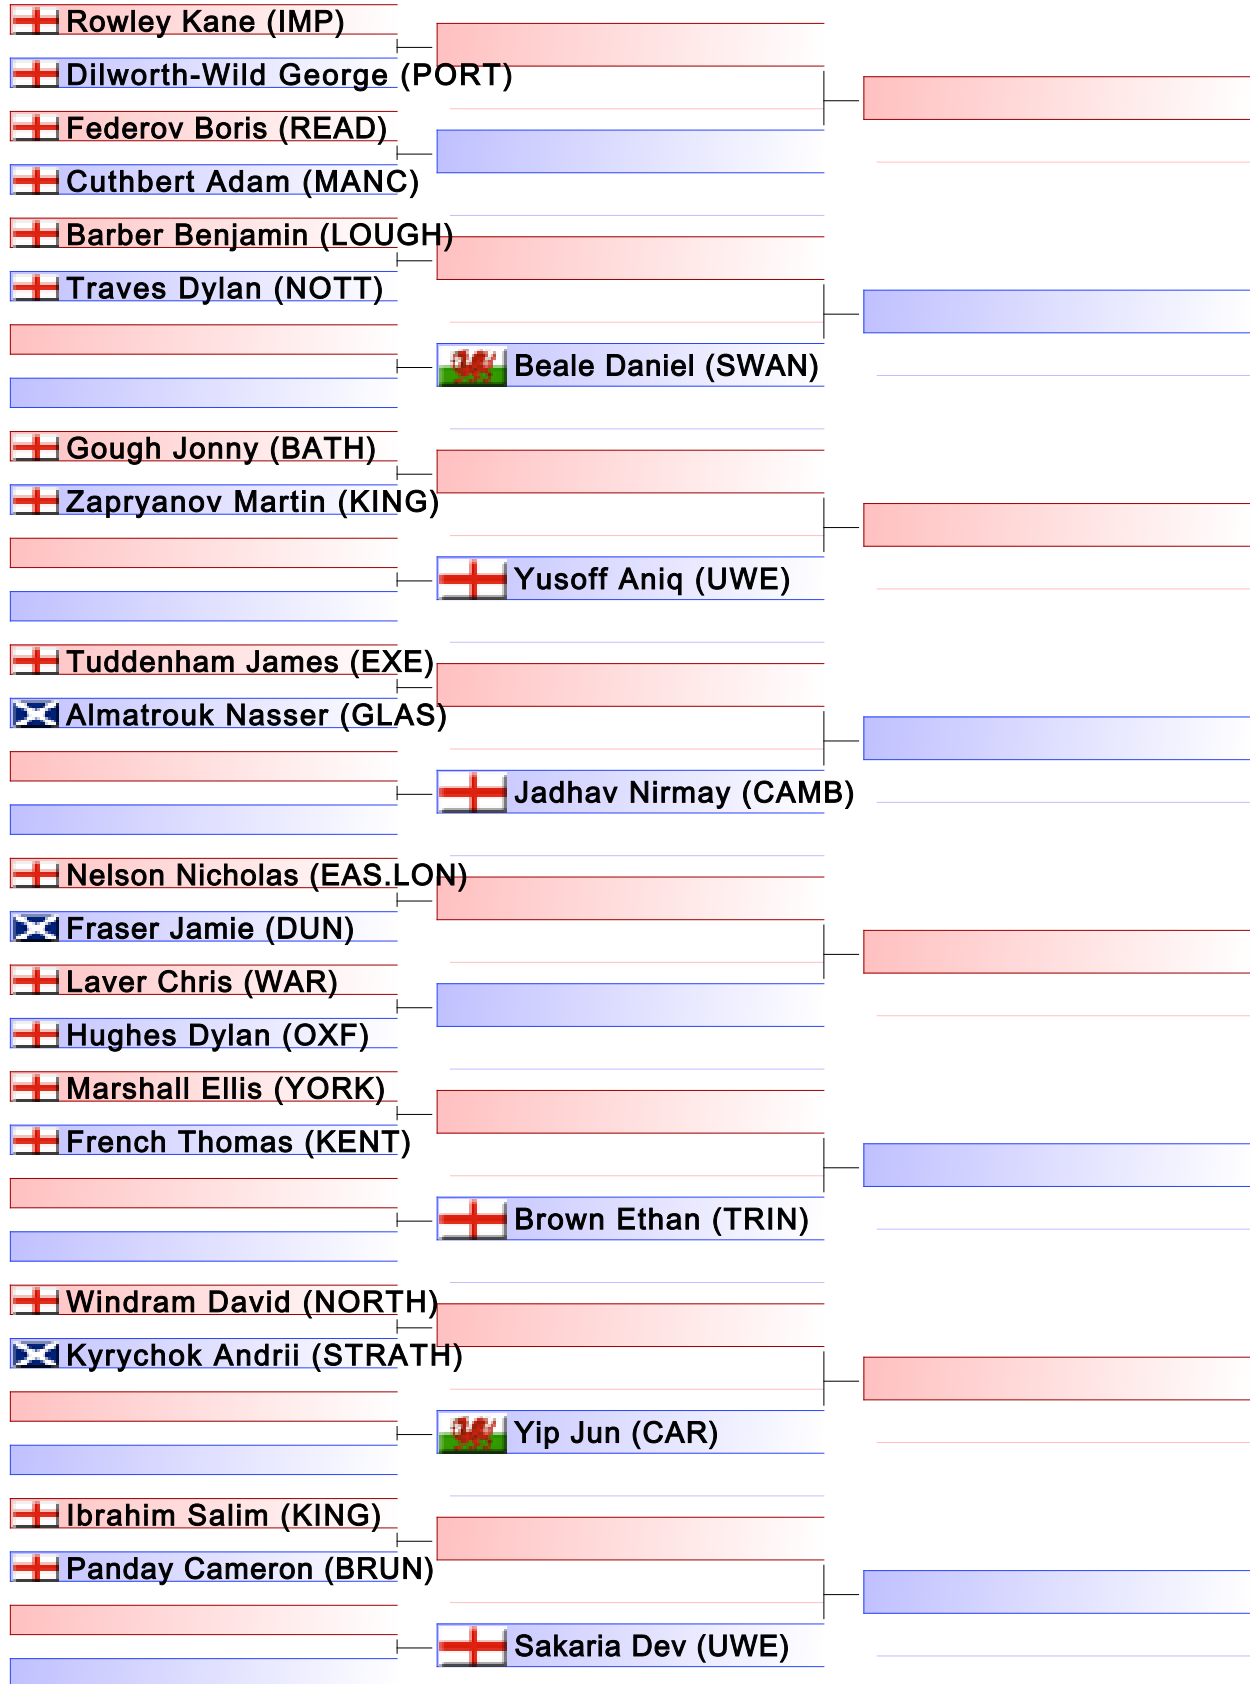 Rowley Kane (IMP)
Dilworth-Wild George (PORT)
Federov Boris (READ)
Cuthbert Adam (MANC)
Barber Benjamin (LOUGH)
Traves Dylan (NOTT)
Beale Daniel (SWAN)
Gough Jonny (BATH)
Zapryanov Martin (KING)
Yusoff Aniq (UWE)
Tuddenham James (EXE)
Almatrouk Nasser (GLAS)
Jadhav Nirmay (CAMB)
Nelson Nicholas (EAS.LON)
Fraser Jamie (DUN)
Laver Chris (WAR)
Hughes Dylan (OXF)
Marshall Ellis (YORK)
French Thomas (KENT)
Brown Ethan (TRIN)
Windram David (NORTH)
Kyrychok Andrii (STRATH)
Yip Jun (CAR)
Ibrahim Salim (KING)
Panday Cameron (BRUN)
Sakaria Dev (UWE)